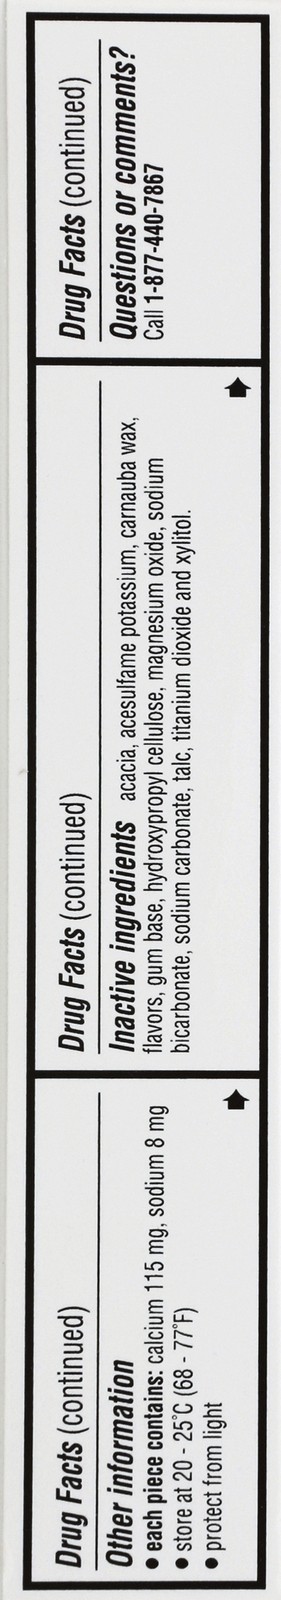 Drug Facts (continued)
Other information
● each piece contains: calcium 115 mg, sodium 8 mg
● store at 20 - 25°C (68 - 77°F)
● protect from light
Drug Facts (continued)
Inactive ingredients acacia, acesulfame potassium, carnauba wax,
flavors, gum base, hydroxypropyl cellulose, magnesium oxide, sodium
bicarbonate, sodium carbonate, talc, titanium dioxide and xylitol.
Drug Facts (continued)
Questions or comments?
Call 1-877-440-7867